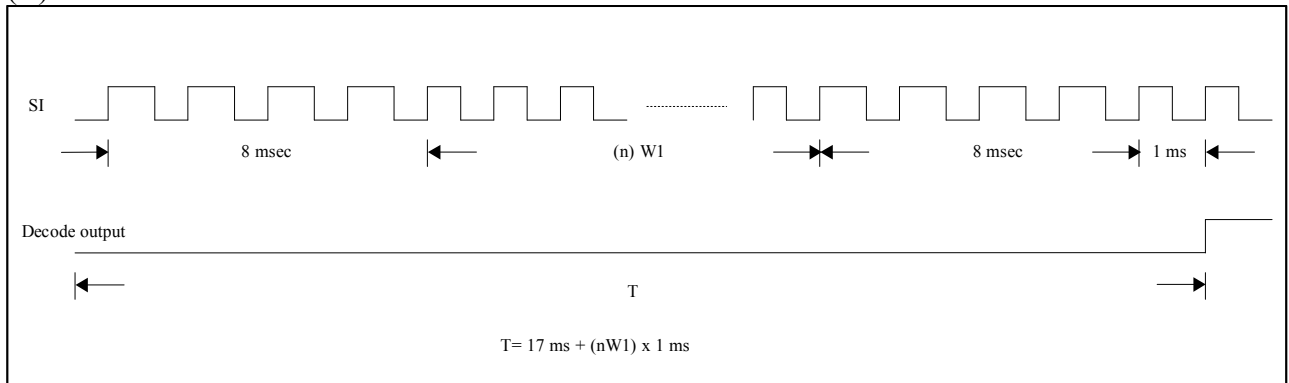 SI
8 msec
(n) W1
8 msec
1 ms
Decode output
T
T= 17 ms + (nW1) x 1 ms